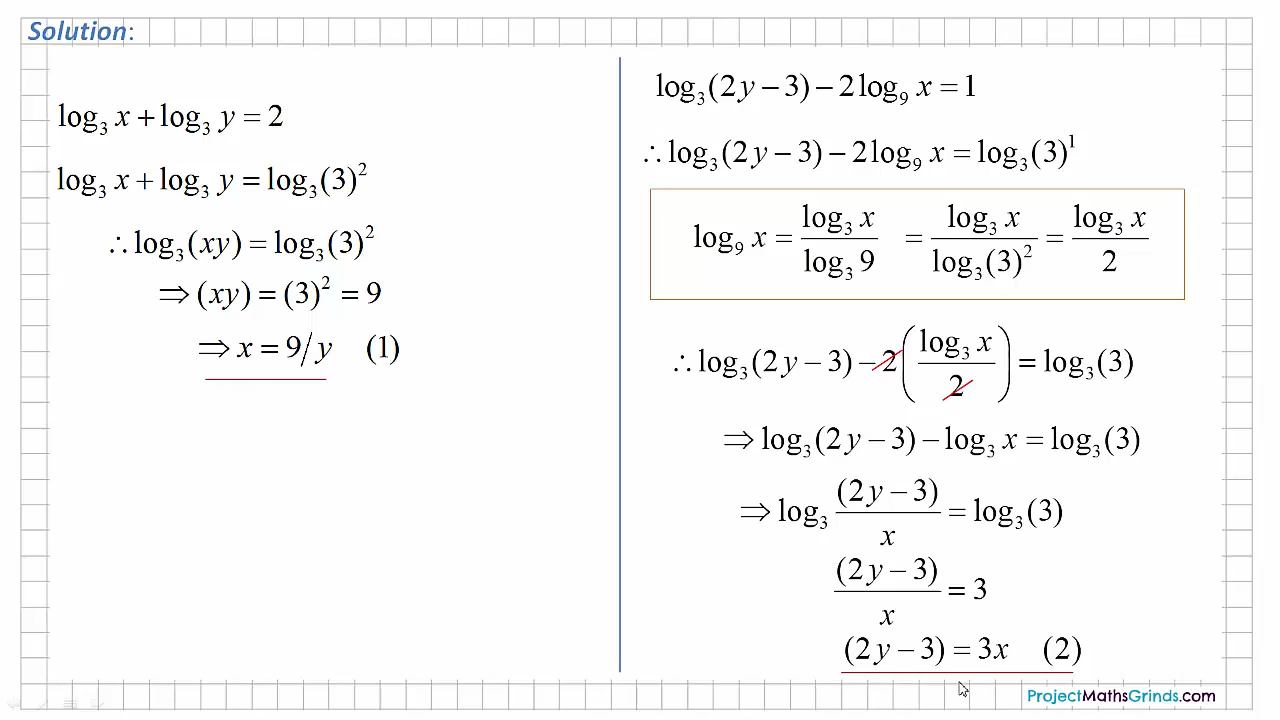 Solution:
log₃ x + log₃ y = 2
log₃ x + log₃ y = log₃(3)²
∴ log₃(xy) = log₃(3)²
⇒ (xy) = (3)² = 9
⇒ x = 9/y (1)
log₃(2y − 3) − 2log₉ x = 1
∴ log₃(2y − 3) − 2log₉ x = log₃(3)¹
log₉ x = log₃ x / log₃ 9 = log₃ x / log₃(3)² = log₃ x / 2
∴ log₃(2y − 3) − 2(log₃ x / 2) = log₃(3)
⇒ log₃(2y − 3) − log₃ x = log₃(3)
⇒ log₃ (2y − 3) / x = log₃(3)
(2y − 3) / x = 3
(2y − 3) = 3x (2)
ProjectMathsGrinds.com